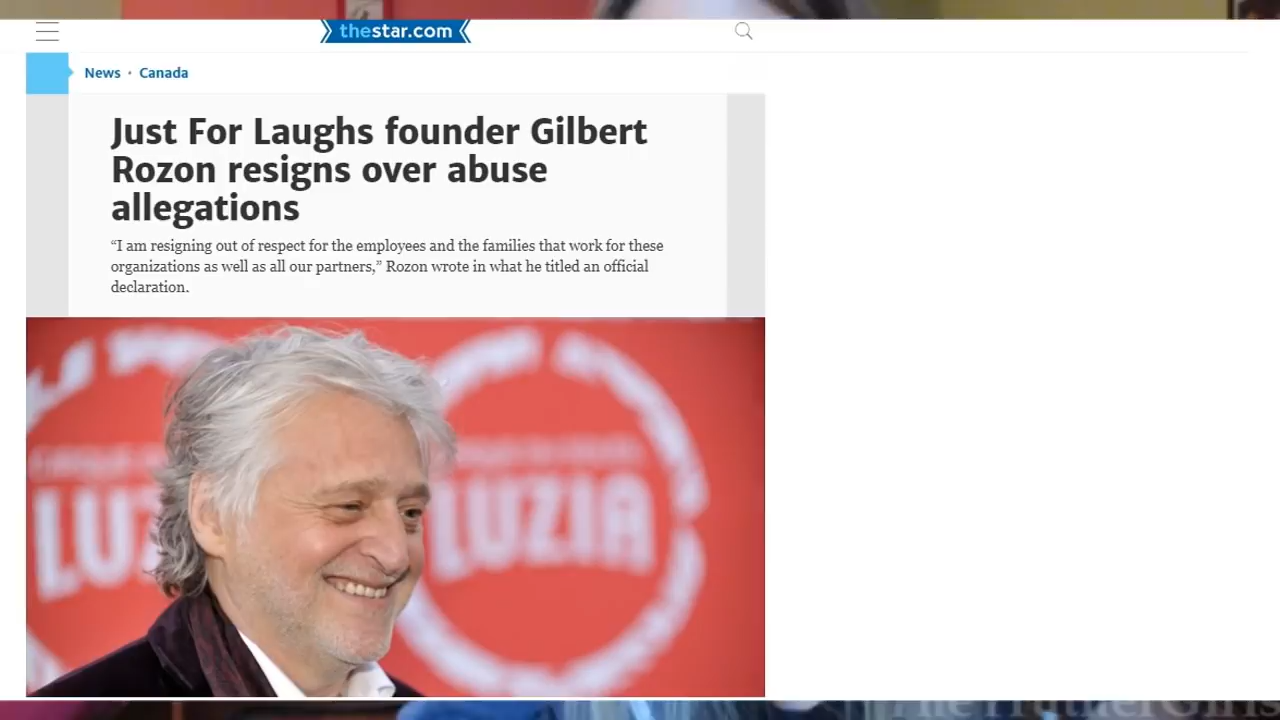 thestar.com
News · Canada
Just For Laughs founder Gilbert
Rozon resigns over abuse
allegations
“I am resigning out of respect for the employees and the families that work for these
organizations as well as all our partners,” Rozon wrote in what he titled an official
declaration.
LUZIA